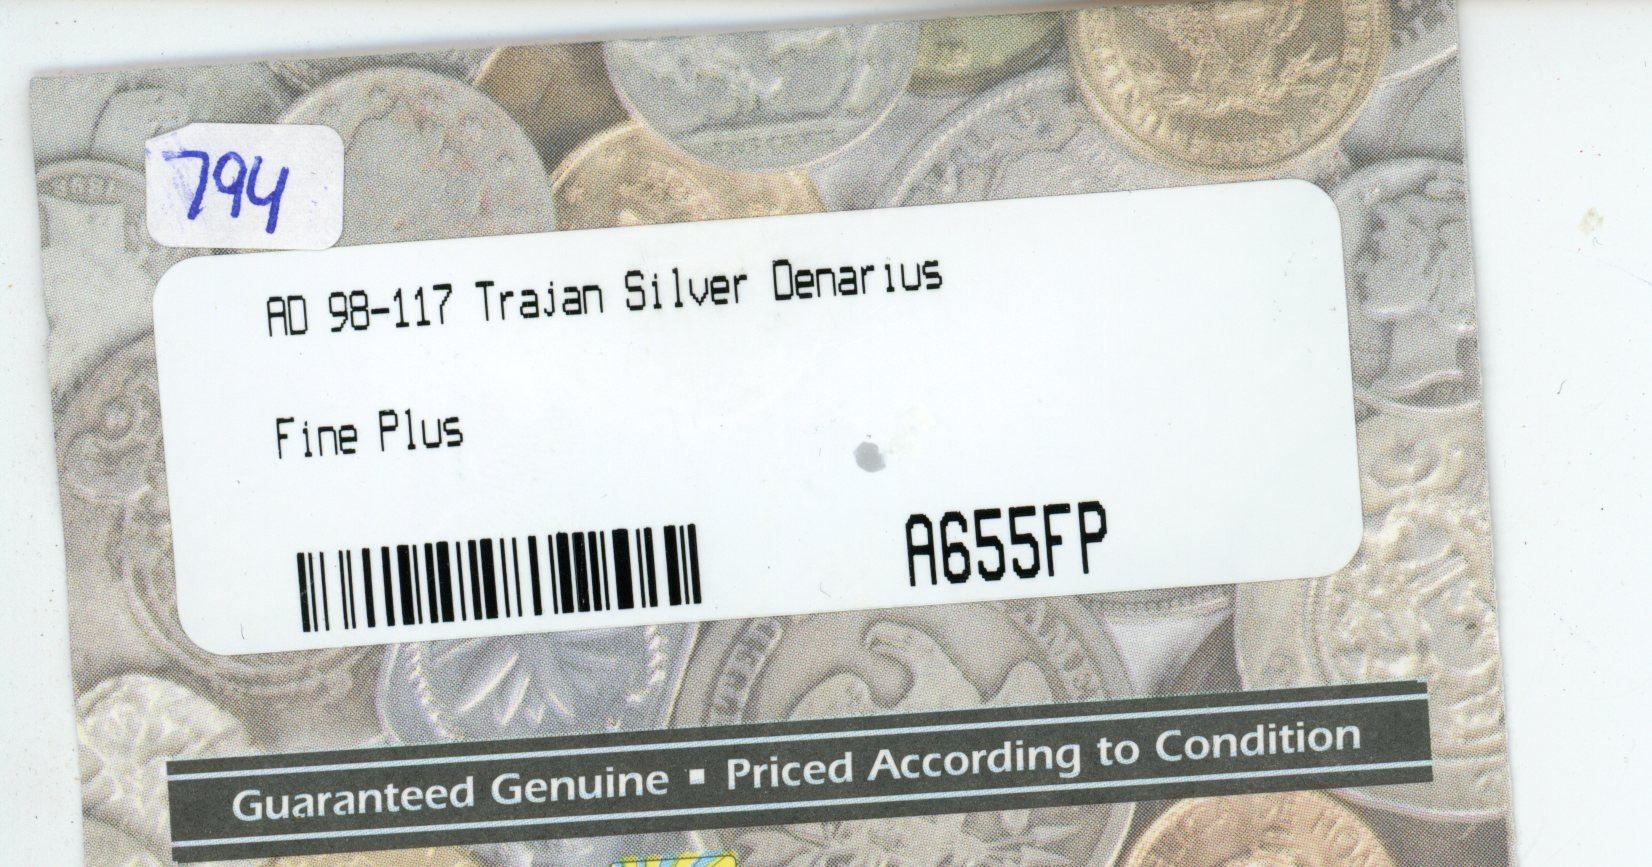 794
AD 98-117 Trajan Silver Denarius
Fine Plus
A655FP
Guaranteed Genuine ▪ Priced According to Condition